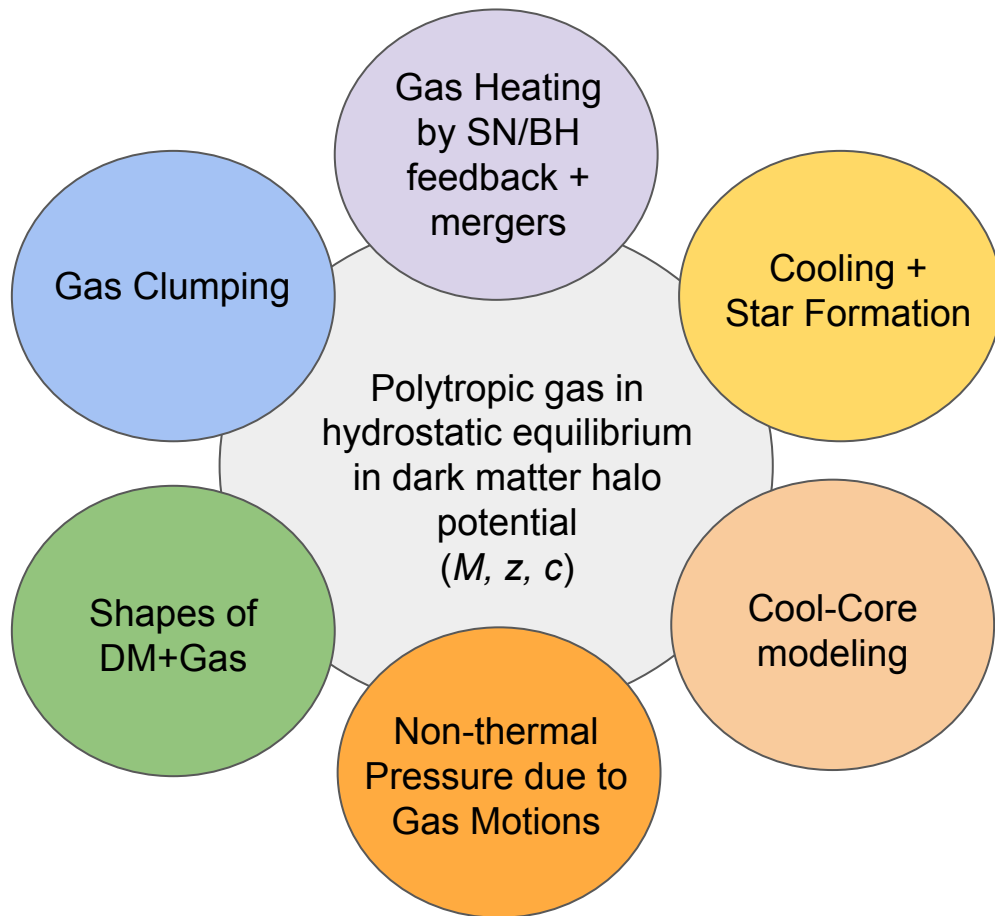 Gas Heating
by SN/BH
feedback +
mergers
Gas Clumping
Cooling +
Star Formation
Polytropic gas in
hydrostatic equilibrium
in dark matter halo
potential
(M, z, c)
Shapes of
DM+Gas
Cool-Core
modeling
Non-thermal
Pressure due to
Gas Motions